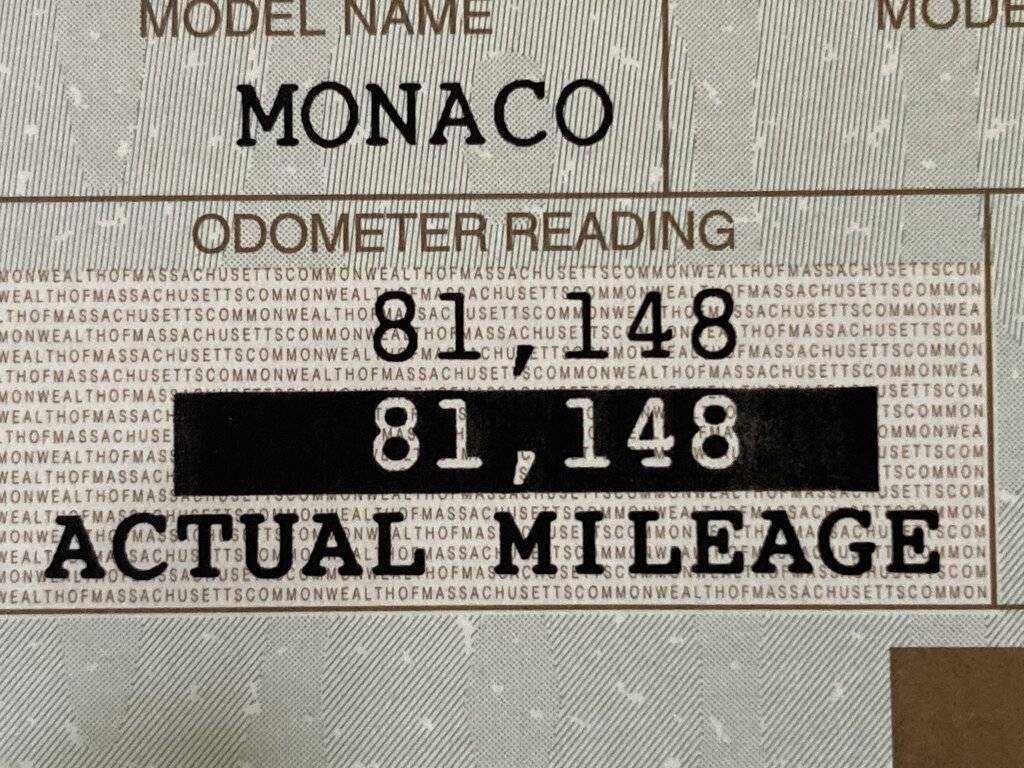 MODEL NAME
MONACO
ODOMETER READING
81,148
81,148
ACTUAL MILEAGE